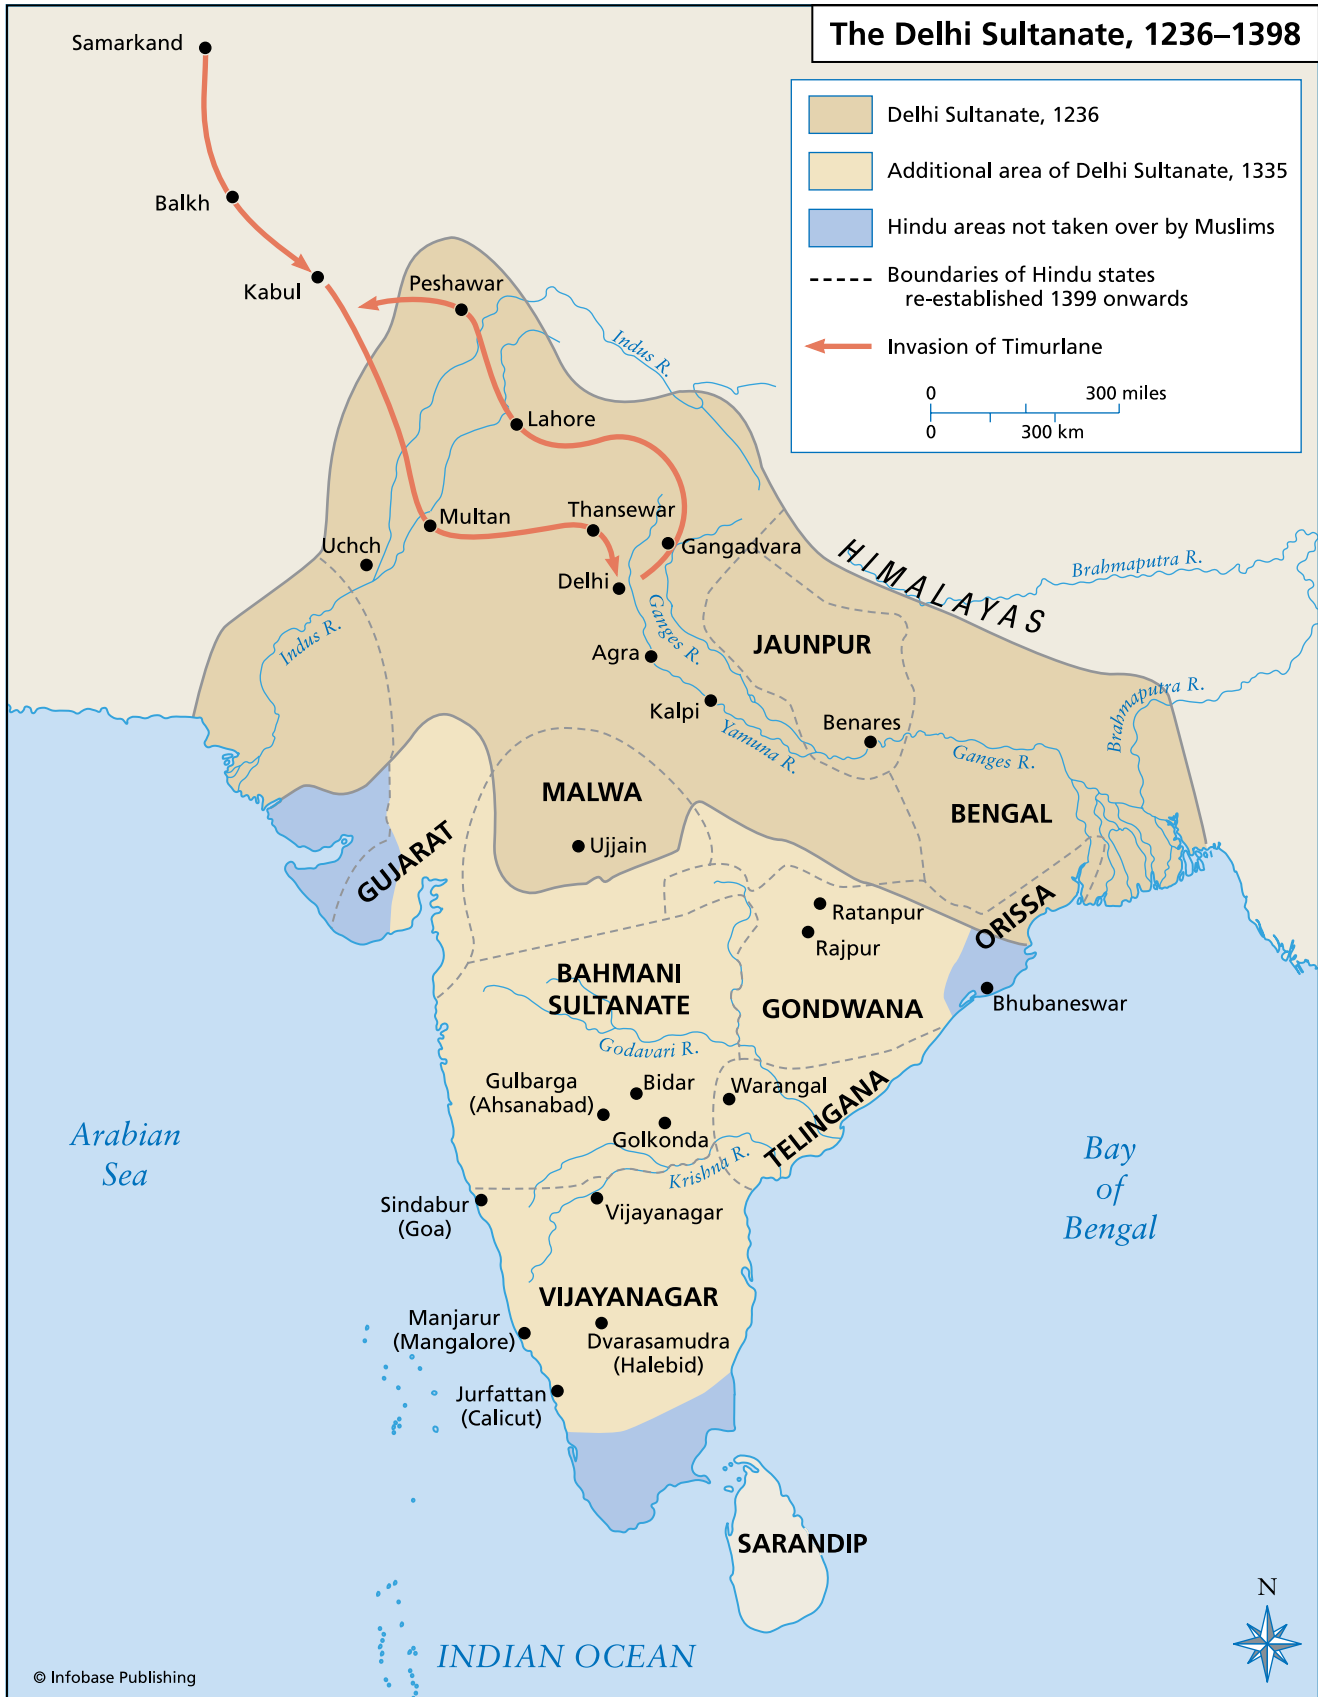 The Delhi Sultanate, 1236–1398
Delhi Sultanate, 1236
Additional area of Delhi Sultanate, 1335
Hindu areas not taken over by Muslims
Boundaries of Hindu states
re-established 1399 onwards
Invasion of Timurlane
0 300 miles
0 300 km
Samarkand
Balkh
Kabul
Peshawar
Indus R.
Lahore
Multan
Thansewar
Uchch
Gangadvara
Delhi
HIMALAYAS
Brahmaputra R.
Ganges R.
Indus R.
JAUNPUR
Agra
Kalpi
Brahmaputra R.
Benares
Yamuna R.
Ganges R.
MALWA
BENGAL
Ujjain
GUJARAT
Ratanpur
ORISSA
Rajpur
BAHMANI
SULTANATE
GONDWANA
Bhubaneswar
Godavari R.
Gulbarga
(Ahsanabad)
Bidar
Warangal
Golkonda
TELINGANA
Arabian
Sea
Bay
of
Bengal
Krishna R.
Sindabur
(Goa)
Vijayanagar
VIJAYANAGAR
Manjarur
(Mangalore)
Dvarasamudra
(Halebid)
Jurfattan
(Calicut)
SARANDIP
N
INDIAN OCEAN
© Infobase Publishing